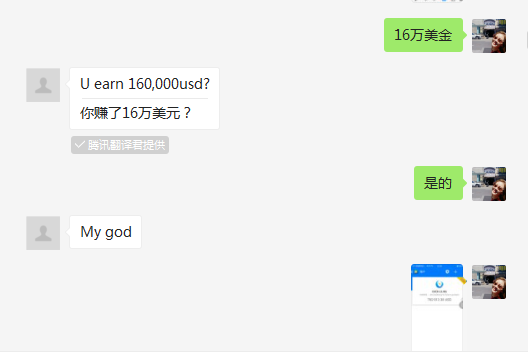 16万美金
U earn 160,000usd?
你赚了16万美元？
腾讯翻译君提供
是的
My god